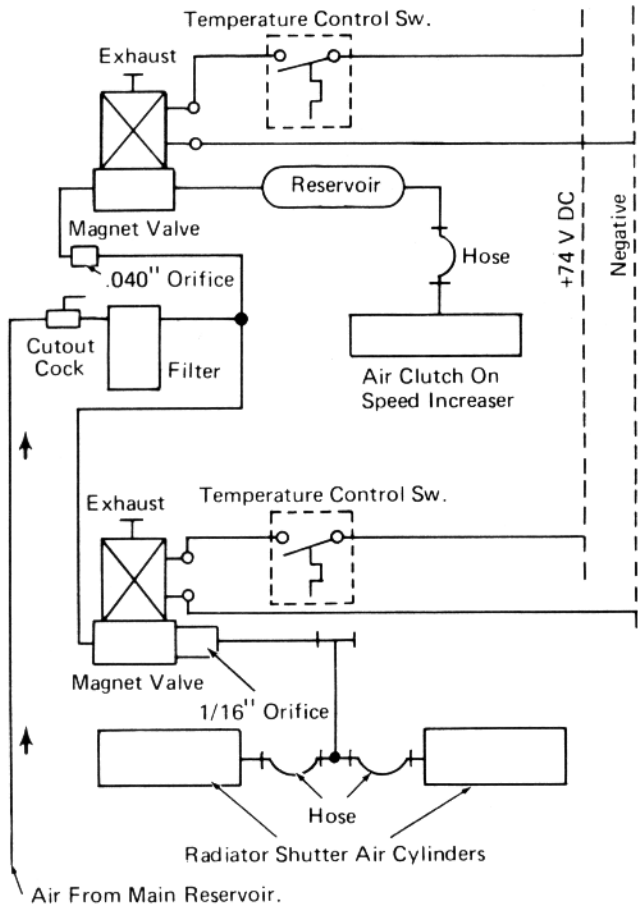 Temperature Control Sw.
Exhaust
Reservoir
Magnet Valve
Hose
.040" Orifice
+74 V DC
Negative
Cutout
Cock
Filter
Air Clutch On
Speed Increaser
Temperature Control Sw.
Exhaust
Magnet Valve
1/16" Orifice
Hose
Radiator Shutter Air Cylinders
Air From Main Reservoir.